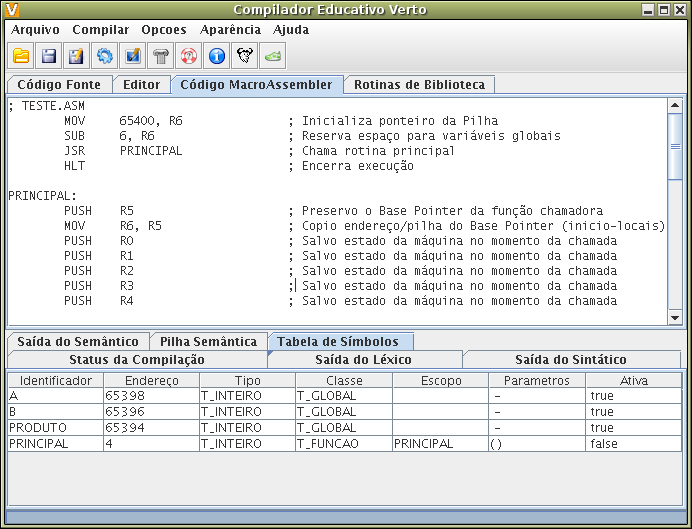 Compilador Educativo Verto
Arquivo Compilar Opcoes Aparência Ajuda
Código Fonte Editor Código MacroAssembler Rotinas de Biblioteca
; TESTE.ASM
MOV 65400, R6 ; Inicializa ponteiro da Pilha
SUB 6, R6 ; Reserva espaço para variáveis globais
JSR PRINCIPAL ; Chama rotina principal
HLT ; Encerra execução
PRINCIPAL:
PUSH R5 ; Preservo o Base Pointer da função chamadora
MOV R6, R5 ; Copio endereço/pilha do Base Pointer (inicio-locais)
PUSH R0 ; Salvo estado da máquina no momento da chamada
PUSH R1 ; Salvo estado da máquina no momento da chamada
PUSH R2 ; Salvo estado da máquina no momento da chamada
PUSH R3 ; Salvo estado da máquina no momento da chamada
PUSH R4 ; Salvo estado da máquina no momento da chamada
Saída do Semântico Pilha Semântica Tabela de Símbolos
Status da Compilação Saída do Léxico Saída do Sintático
Identificador Endereço Tipo Classe Escopo Parametros Ativa
A 65398 T_INTEIRO T_GLOBAL - true
B 65396 T_INTEIRO T_GLOBAL - true
PRODUTO 65394 T_INTEIRO T_GLOBAL - true
PRINCIPAL 4 T_INTEIRO T_FUNCAO PRINCIPAL () false